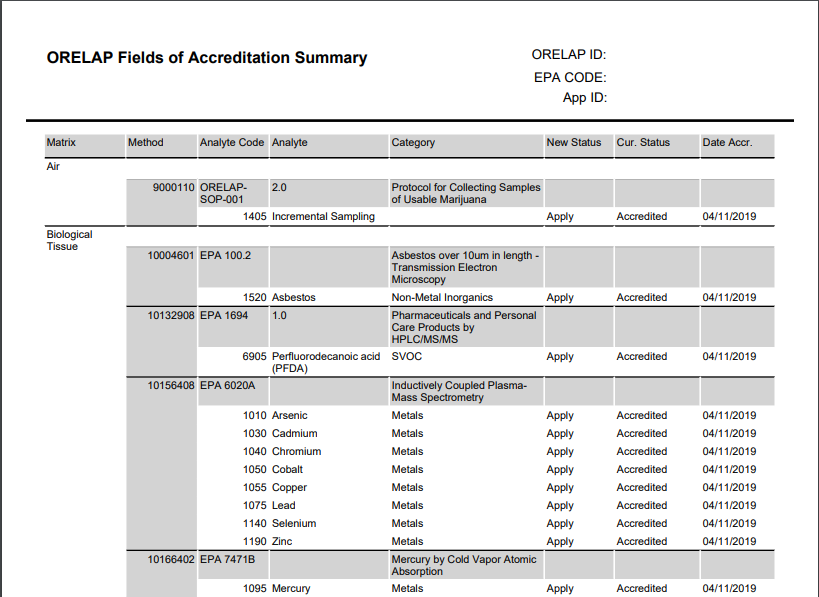 ORELAP Fields of Accreditation Summary
ORELAP ID:
EPA CODE:
App ID:
Matrix Method Analyte Code Analyte Category New Status Cur. Status Date Accr.
Air
9000110 ORELAP- 2.0 Protocol for Collecting Samples
SOP-001 of Usable Marijuana
1405 Incremental Sampling Apply Accredited 04/11/2019
Biological
Tissue
10004601 EPA 100.2 Asbestos over 10um in length -
Transmission Electron
Microscopy
1520 Asbestos Non-Metal Inorganics Apply Accredited 04/11/2019
10132908 EPA 1694 1.0 Pharmaceuticals and Personal
Care Products by
HPLC/MS/MS
6905 Perfluorodecanoic acid SVOC Apply Accredited 04/11/2019
(PFDA)
10156408 EPA 6020A Inductively Coupled Plasma-
Mass Spectrometry
1010 Arsenic Metals Apply Accredited 04/11/2019
1030 Cadmium Metals Apply Accredited 04/11/2019
1040 Chromium Metals Apply Accredited 04/11/2019
1050 Cobalt Metals Apply Accredited 04/11/2019
1055 Copper Metals Apply Accredited 04/11/2019
1075 Lead Metals Apply Accredited 04/11/2019
1140 Selenium Metals Apply Accredited 04/11/2019
1190 Zinc Metals Apply Accredited 04/11/2019
10166402 EPA 7471B Mercury by Cold Vapor Atomic
Absorption
1095 Mercury Metals Apply Accredited 04/11/2019